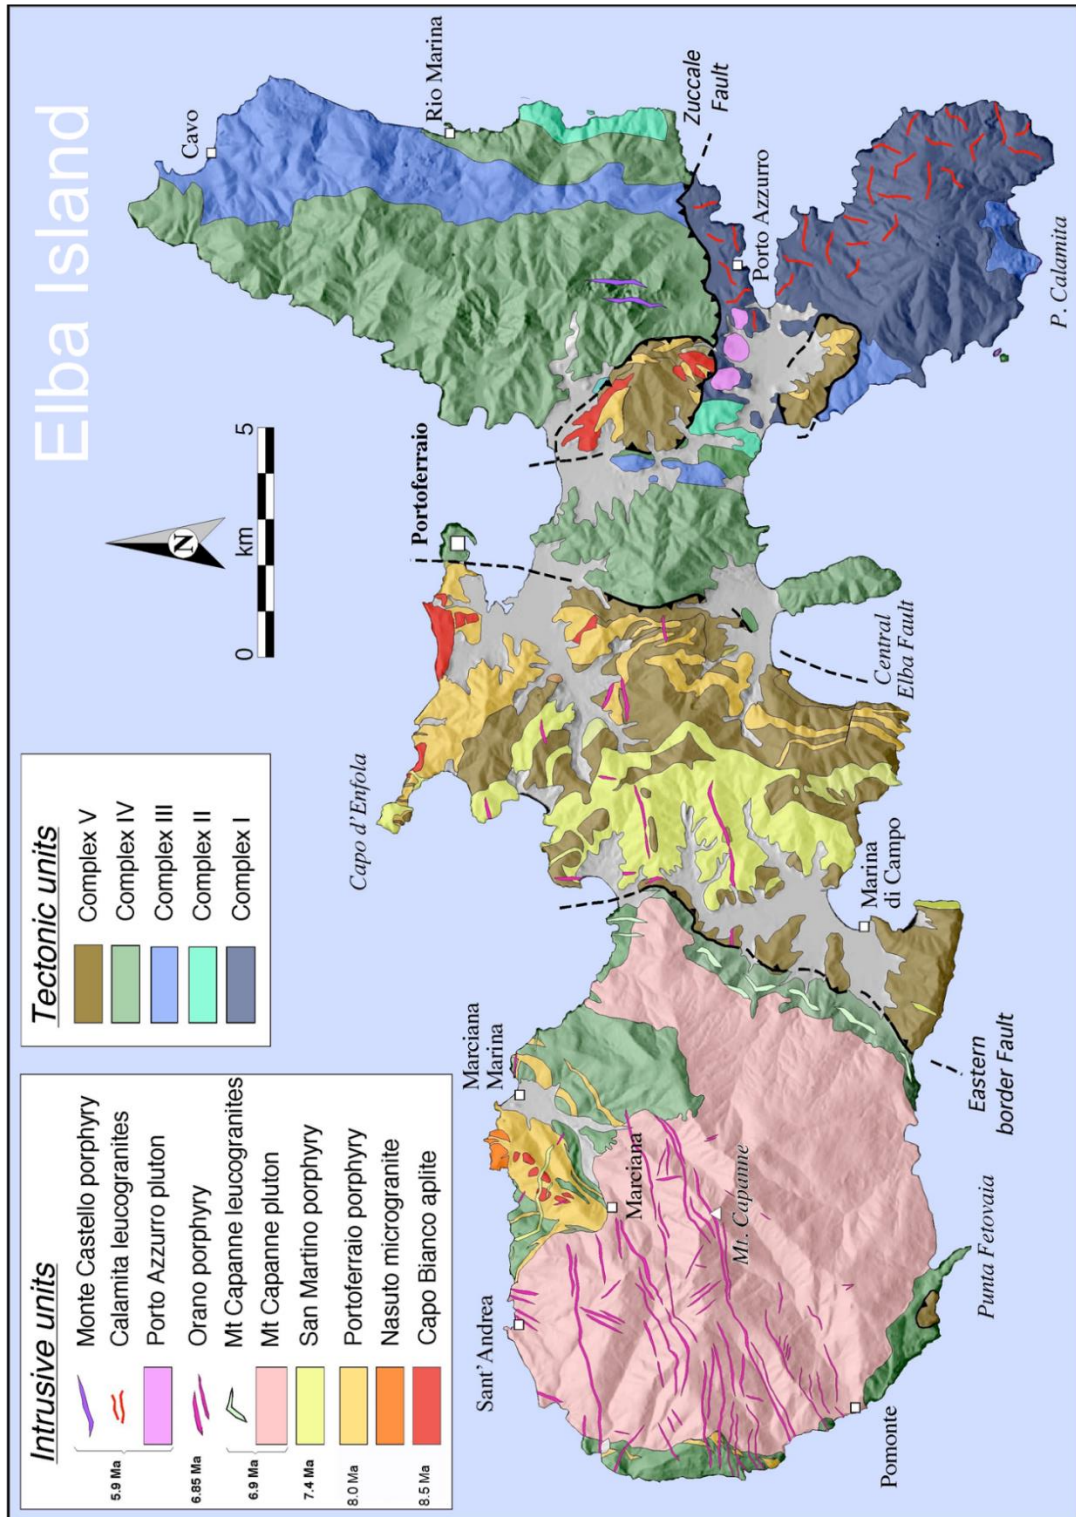 Elba Island
Intrusive units
Monte Castello porphyry
Calamita leucogranites
Porto Azzurro pluton
5.9 Ma
Orano porphyry
6.85 Ma
Mt Capanne leucogranites
Mt Capanne pluton
6.9 Ma
San Martino porphyry
7.4 Ma
Portoferraio porphyry
8.0 Ma
Nasuto microgranite
Capo Bianco aplite
8.5 Ma
Tectonic units
Complex V
Complex IV
Complex III
Complex II
Complex I
N
0
km
5
Cavo
Rio Marina
Zuccale
Fault
Portoferraio
Porto Azzurro
P. Calamita
Capo d'Enfola
Central
Elba Fault
Marina
di Campo
Marciana
Marina
Eastern
border Fault
Marciana
Mt. Capanne
Punta Fetovaia
Sant' Andrea
Pomonte